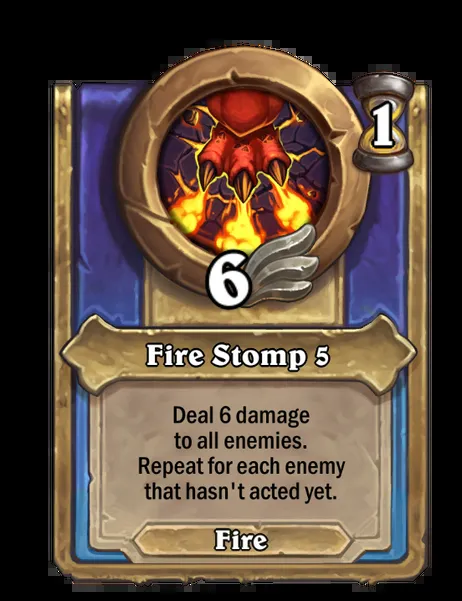 1
6
Fire Stomp 5
Deal 6 damage
to all enemies.
Repeat for each enemy
that hasn't acted yet.
Fire